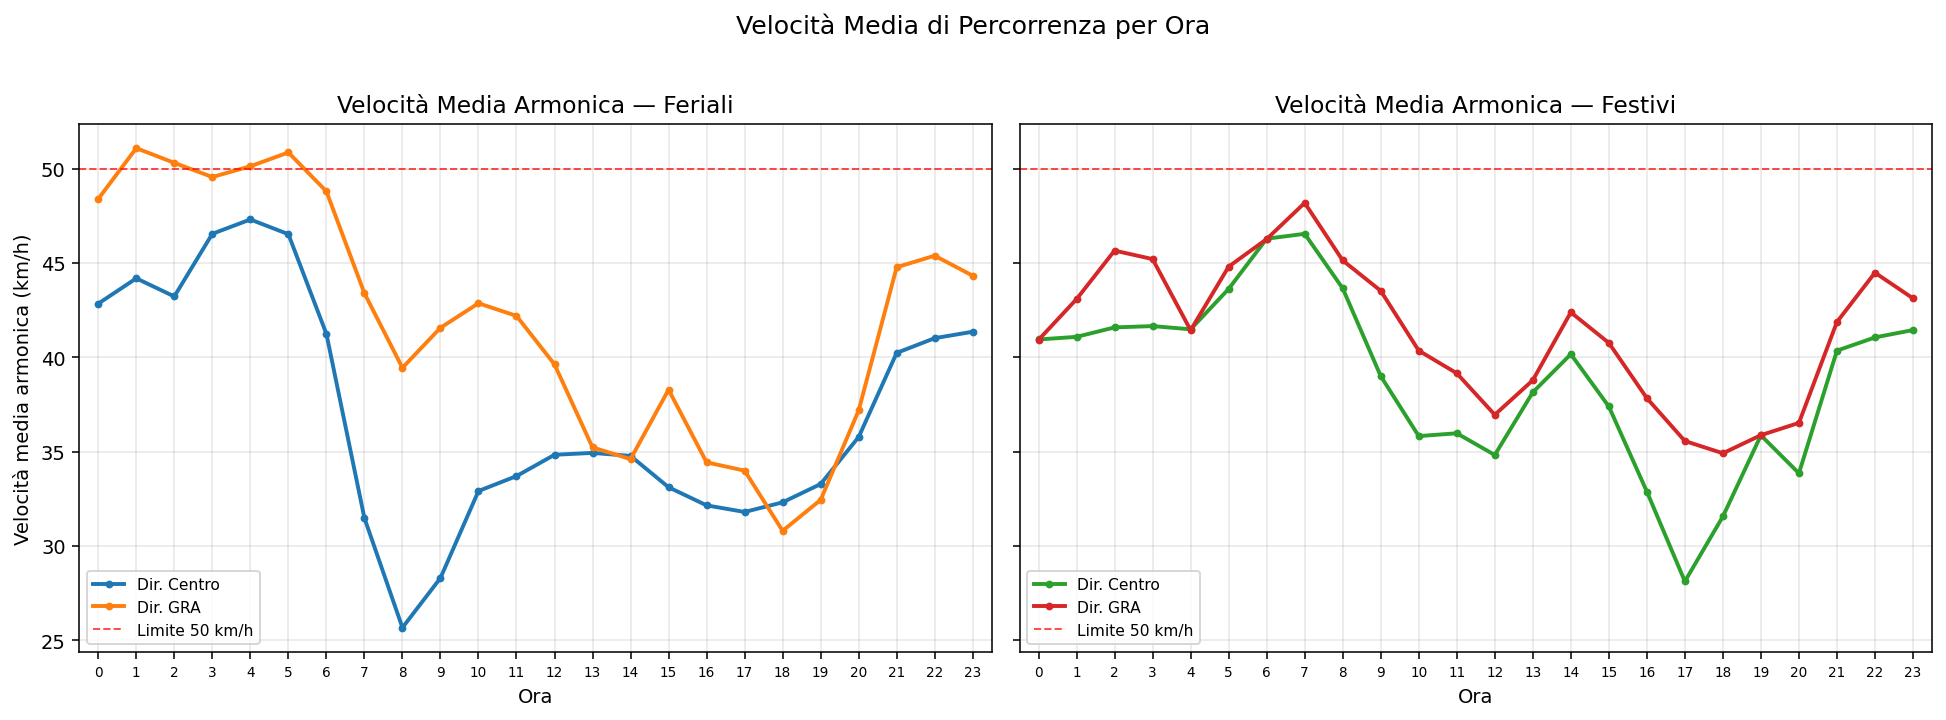 Velocità Media di Percorrenza per Ora
Velocità Media Armonica — Feriali
Velocità media armonica (km/h)
50
45
40
35
30
25
Dir. Centro
Dir. GRA
Limite 50 km/h
0 1 2 3 4 5 6 7 8 9 10 11 12 13 14 15 16 17 18 19 20 21 22 23
Ora
Velocità Media Armonica — Festivi
Dir. Centro
Dir. GRA
Limite 50 km/h
0 1 2 3 4 5 6 7 8 9 10 11 12 13 14 15 16 17 18 19 20 21 22 23
Ora